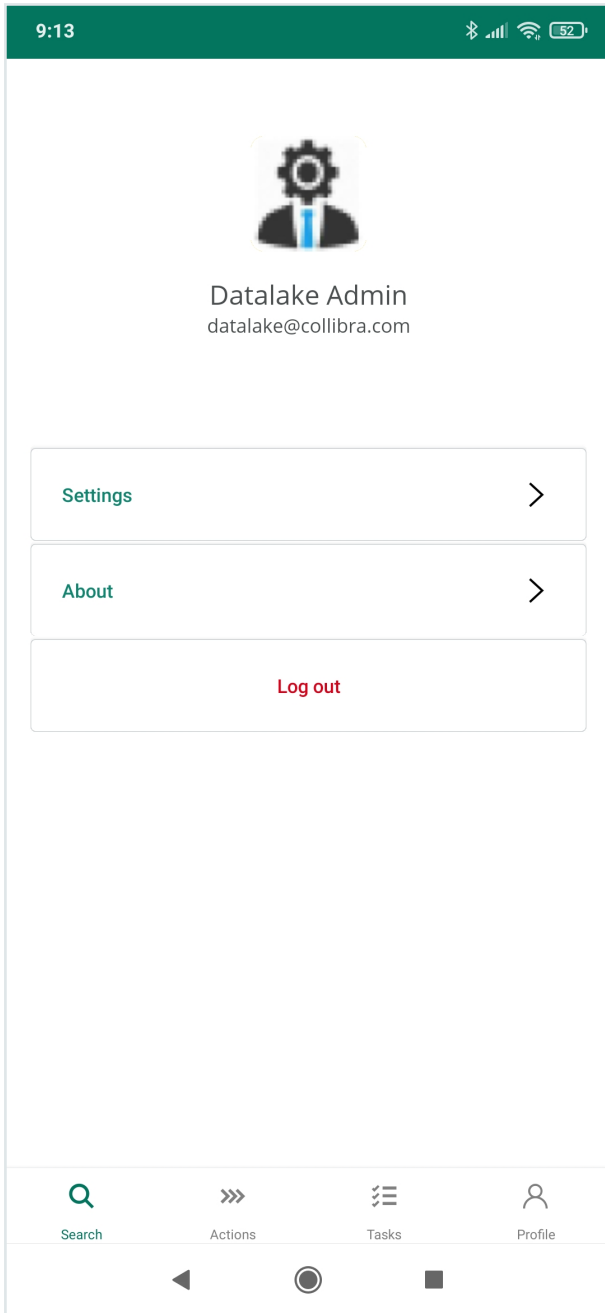 9:13
52
Datalake Admin
datalake@collibra.com
Settings
About
Log out
Search
Actions
Tasks
Profile